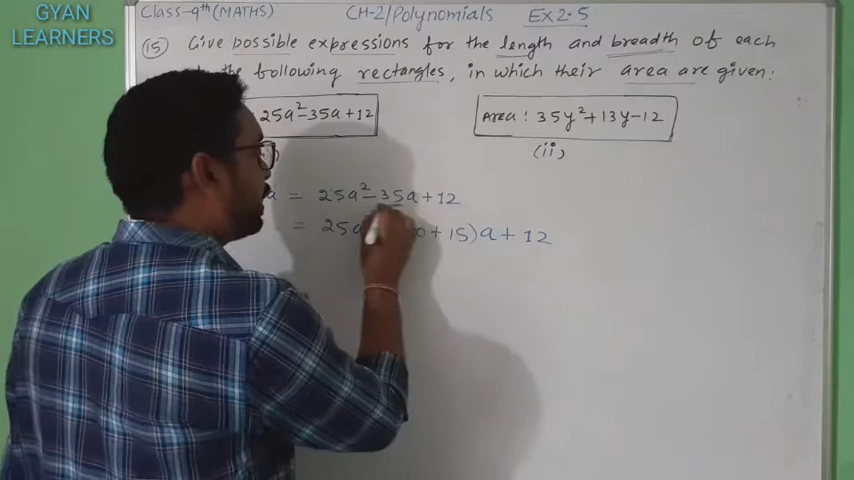 GYAN
LEARNERS
Class-9th (MATHS) CH-2/Polynomials Ex 2.5
(15) Give possible expressions for the length and breadth of each
the following rectangles, in which their area are given:
25a²-35a+12 Area : 35y²+13y-12
(ii)
= 25a²-35a+12
= 25a +15)a+12